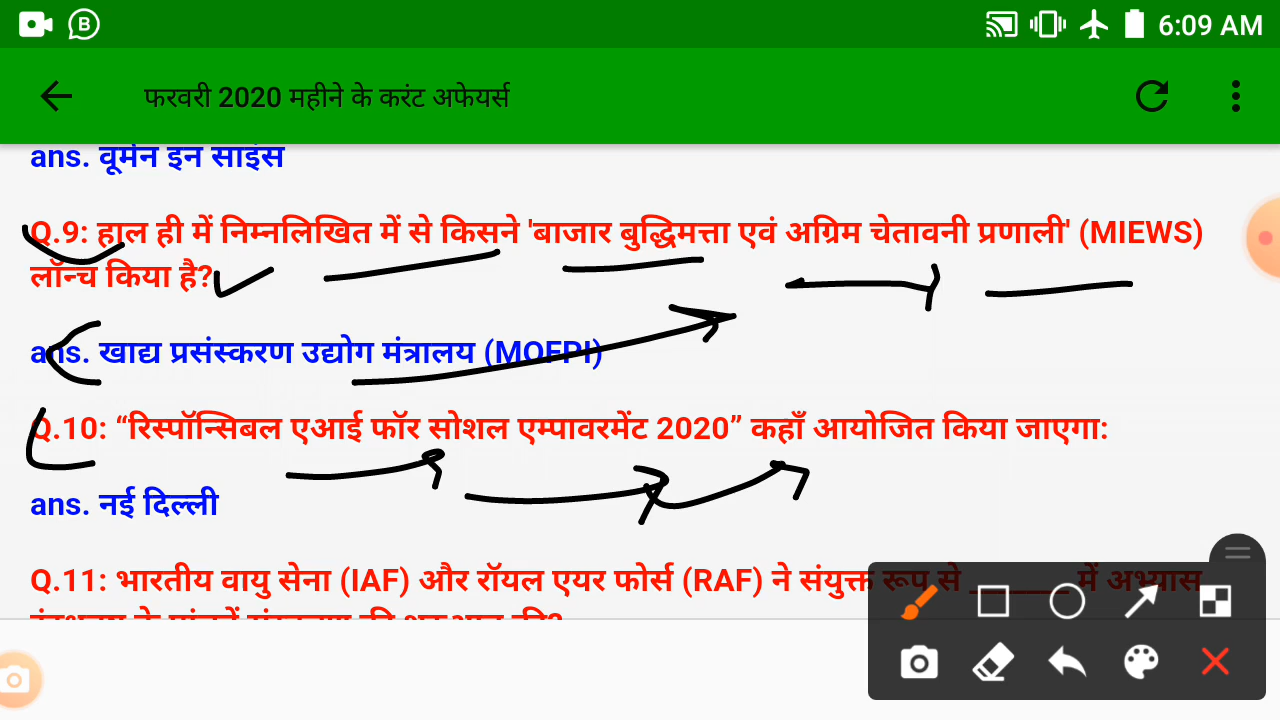 6:09 AM
फरवरी 2020 महीने के करंट अफेयर्स
ans. वूमेन इन साइंस
Q.9: हाल ही में निम्नलिखित में से किसने 'बाजार बुद्धिमत्ता एवं अग्रिम चेतावनी प्रणाली' (MIEWS)
लॉन्च किया है?
ans. खाद्य प्रसंस्करण उद्योग मंत्रालय (MOFPI)
Q.10: “रिस्पॉन्सिबल एआई फॉर सोशल एम्पावरमेंट 2020” कहाँ आयोजित किया जाएगा:
ans. नई दिल्ली
Q.11: भारतीय वायु सेना (IAF) और रॉयल एयर फोर्स (RAF) ने संयुक्त रूप से ______ में अभ्यास